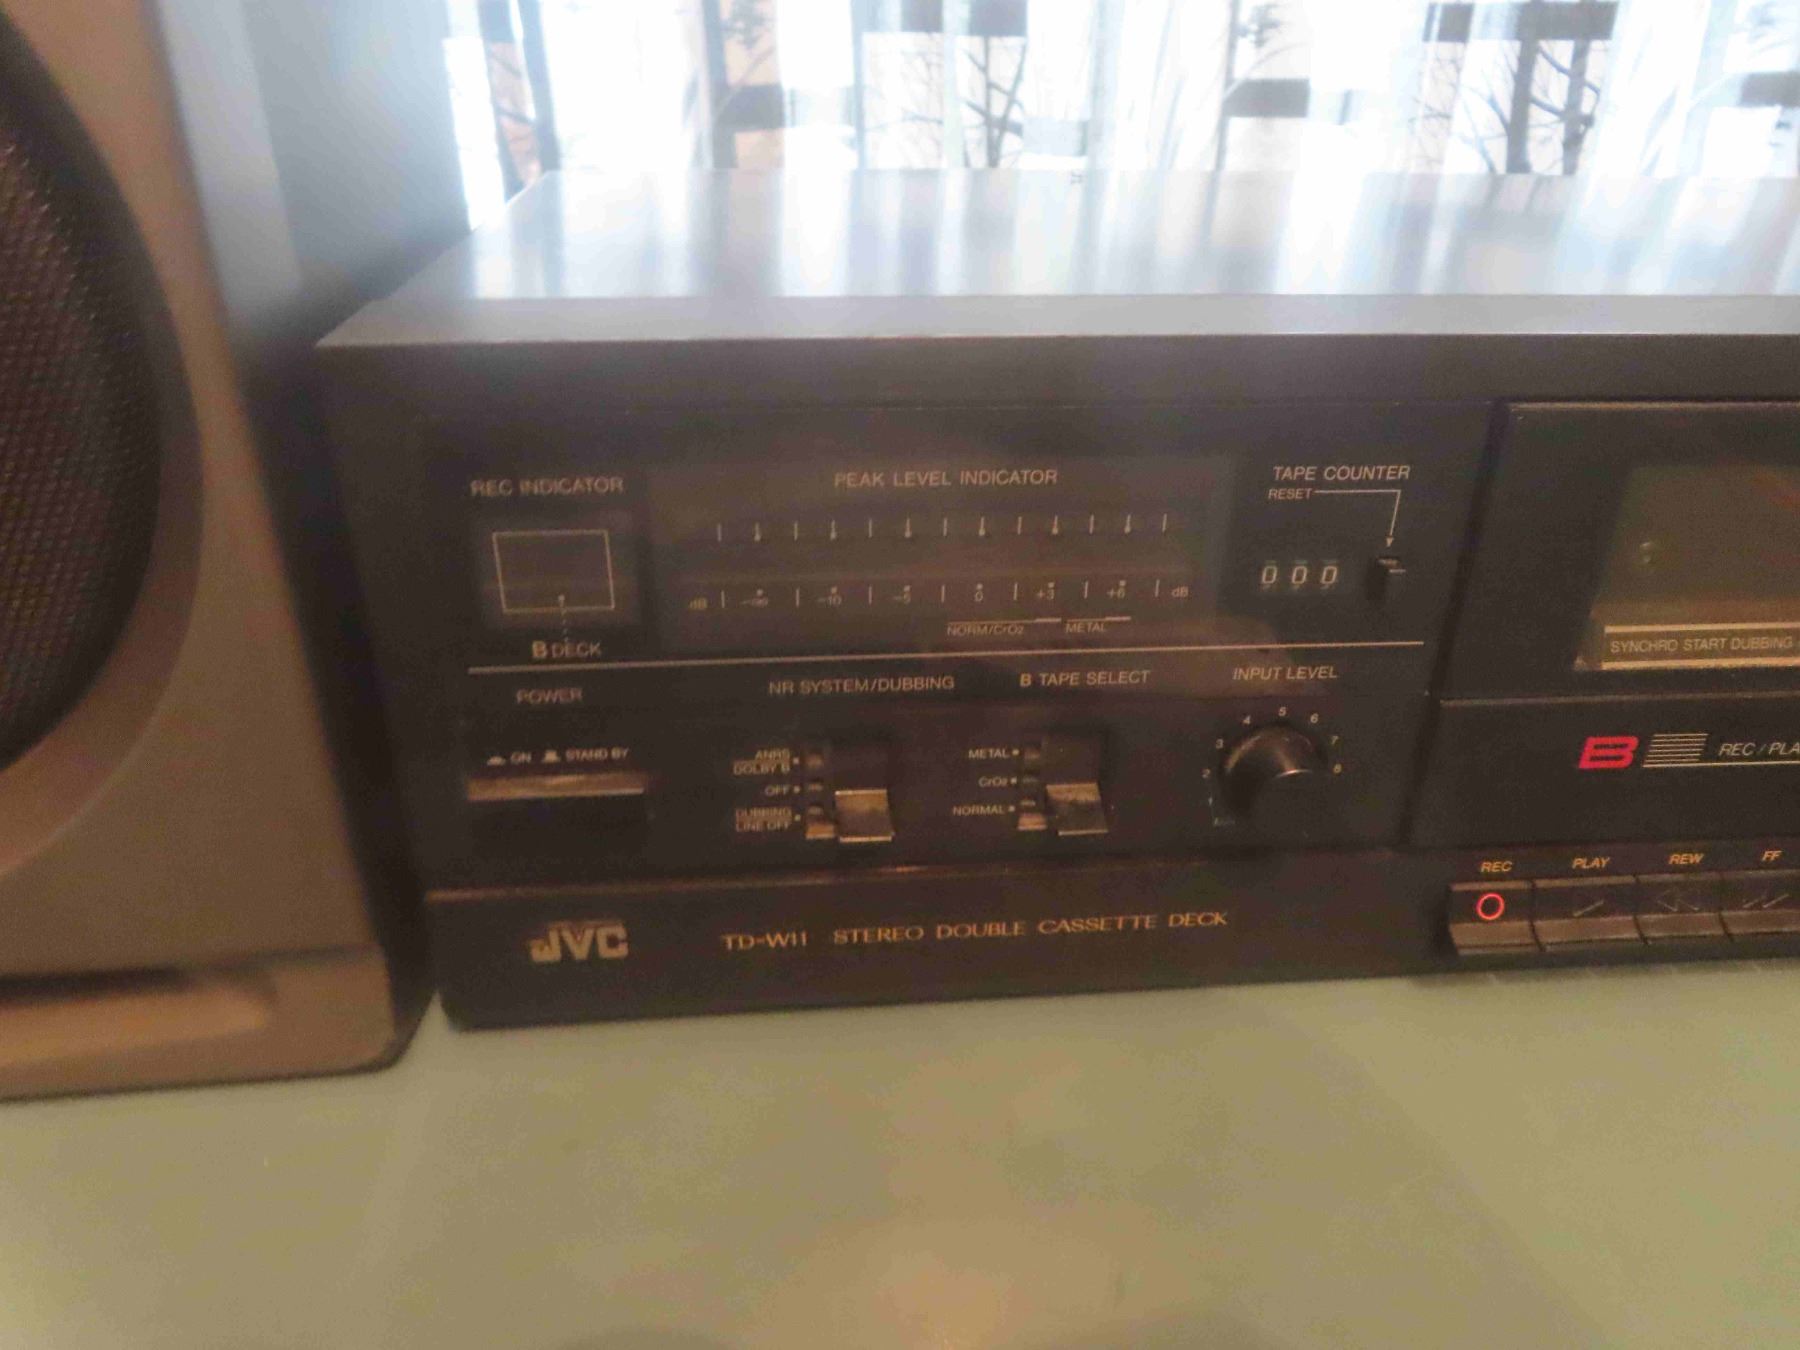 REC INDICATOR
PEAK LEVEL INDICATOR
TAPE COUNTER
RESET
000
dB -20 -10 -5 0 +3 +6 dB
NORM/CrO2 METAL
B DECK
POWER
NR SYSTEM/DUBBING
B TAPE SELECT
INPUT LEVEL
ON STAND BY
ANRS
DOLBY B
OFF
DUBBING
LINE OFF
METAL
CrO2
NORMAL
1 2 3 4 5 6 7 8
SYNCHRO START DUBBING
B REC/PLA
REC PLAY REW FF
JVC
TD-W11 STEREO DOUBLE CASSETTE DECK